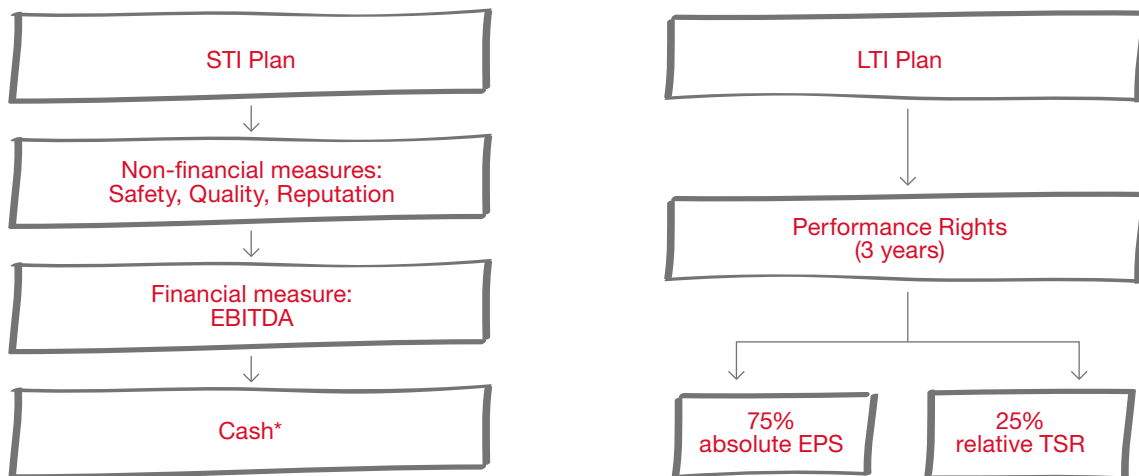 STI Plan
Non-financial measures:
Safety, Quality, Reputation
Financial measure:
EBITDA
Cash*
LTI Plan
Performance Rights
(3 years)
75%
absolute EPS
25%
relative TSR